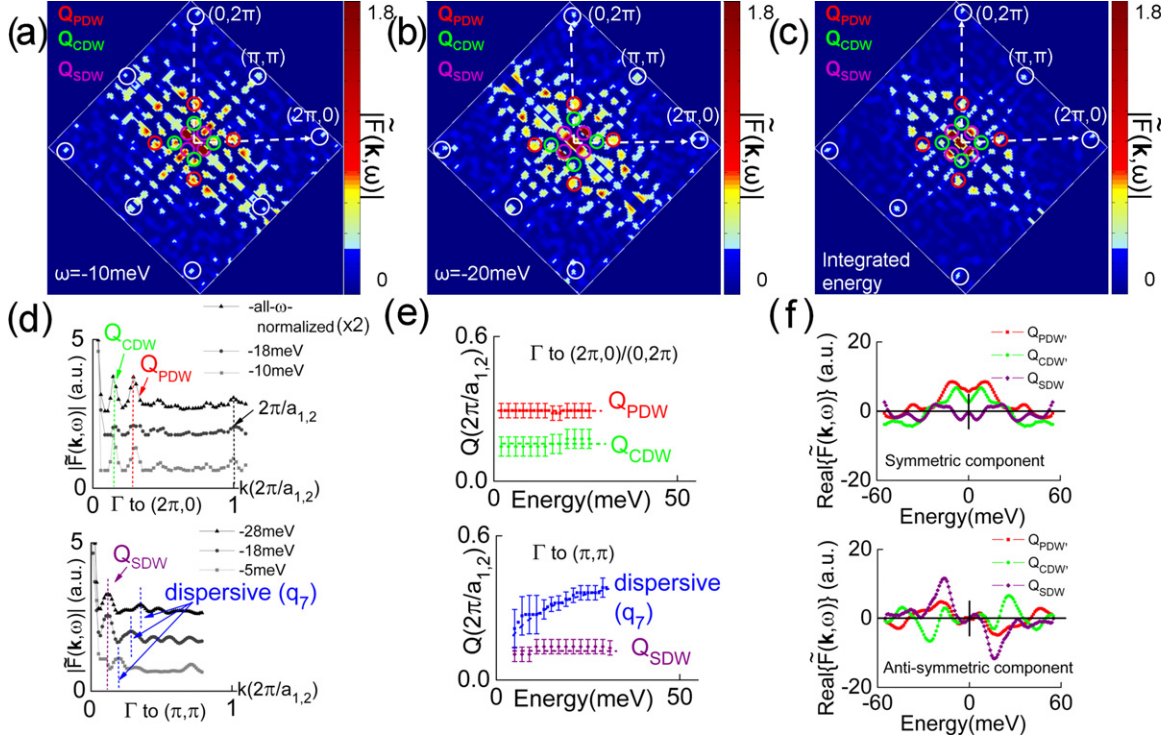 (a)
Q_PDW
Q_CDW
Q_SDW
(0,2π)
(π,π)
(2π,0)
ω=-10meV
1.8
|F̃(k,ω)|
0
(b)
Q_PDW
Q_CDW
Q_SDW
(0,2π)
(π,π)
(2π,0)
ω=-20meV
1.8
|F̃(k,ω)|
0
(c)
Q_PDW
Q_CDW
Q_SDW
(0,2π)
(π,π)
(2π,0)
Integrated
energy
1.8
|F̃(k,ω)|
0
(d)
-all-ω-
normalized (x2)
-18meV
-10meV
Q_CDW
Q_PDW
2π/a_1,2
|F̃(k,ω)| (a.u.)
5
0
0
1
k(2π/a_1,2)
Γ to (2π,0)
-28meV
-18meV
-5meV
Q_SDW
dispersive (q_7)
|F̃(k,ω)| (a.u.)
5
0
0
1
k(2π/a_1,2)
Γ to (π,π)
(e)
Γ to (2π,0)/(0,2π)
Q_PDW
Q_CDW
Q(2π/a_1,2)
0.6
0.0
0
50
Energy(meV)
Γ to (π,π)
dispersive
(q_7)
Q_SDW
Q(2π/a_1,2)
0.6
0.0
0
50
Energy(meV)
(f)
Q_PDW,
Q_CDW,
Q_SDW
Real{F̃(k,ω)} (a.u.)
20
0
-20
Symmetric component
-60
0
60
Energy(meV)
Q_PDW,
Q_CDW,
Q_SDW
Real{F̃(k,ω)} (a.u.)
20
0
-20
Anti-symmetric component
-60
0
60
Energy(meV)